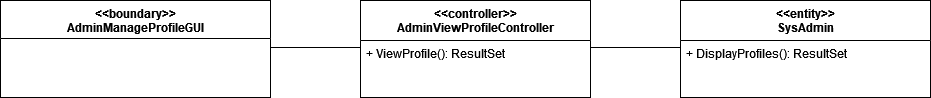 <<boundary>>
AdminManageProfileGUI
<<controller>>
AdminViewProfileController
+ ViewProfile(): ResultSet
<<entity>>
SysAdmin
+ DisplayProfiles(): ResultSet